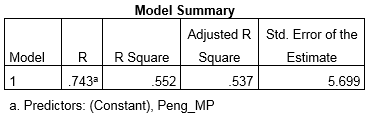 Model Summary
Model R R Square Adjusted R Square Std. Error of the Estimate
1 .743a .552 .537 5.699
a. Predictors: (Constant), Peng_MP